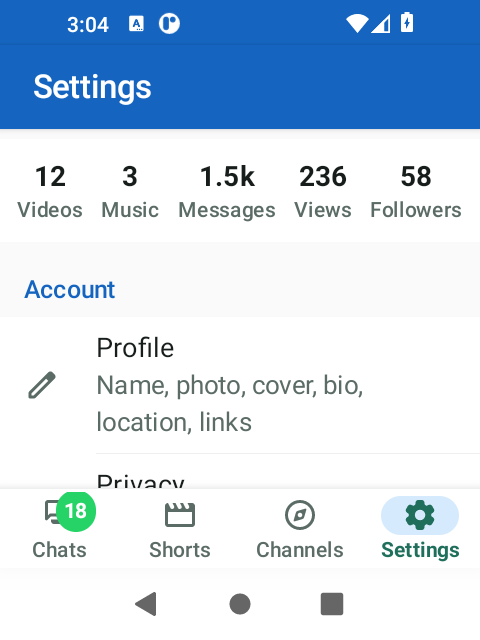 3:04
Settings
12 3 1.5k 236 58
Videos Music Messages Views Followers
Account
Profile
Name, photo, cover, bio,
location, links
Privacy
18
Chats Shorts Channels Settings